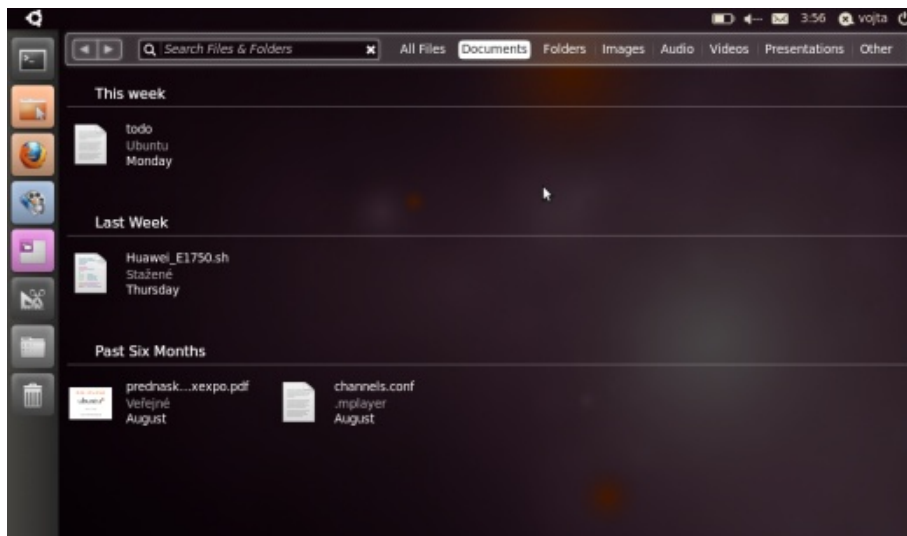 3:56 vojta
Search Files & Folders All Files Documents Folders Images Audio Videos Presentations Other
This week
todo
Ubuntu
Monday
Last Week
Huawei_E1750.sh
Stažené
Thursday
Past Six Months
prednask...xexpo.pdf
Veřejné
August
channels.conf
.mplayer
August